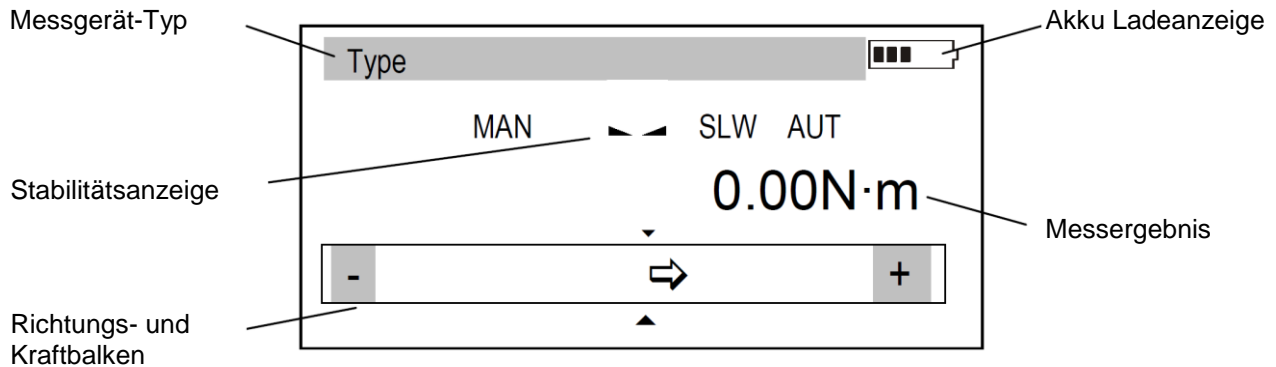 Messgerät-Typ
Akku Ladeanzeige
Type
MAN SLW AUT
Stabilitätsanzeige
0.00N·m
Messergebnis
- +
Richtungs- und
Kraftbalken